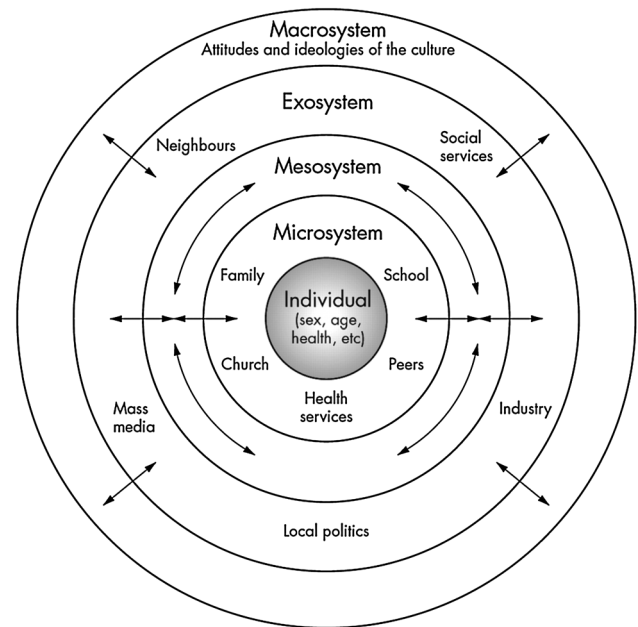 Macrosystem
Attitudes and ideologies of the culture
Exosystem
Neighbours
Social
services
Mesosystem
Microsystem
Family
School
Individual
(sex, age,
health, etc)
Church
Peers
Health
services
Mass
media
Industry
Local politics